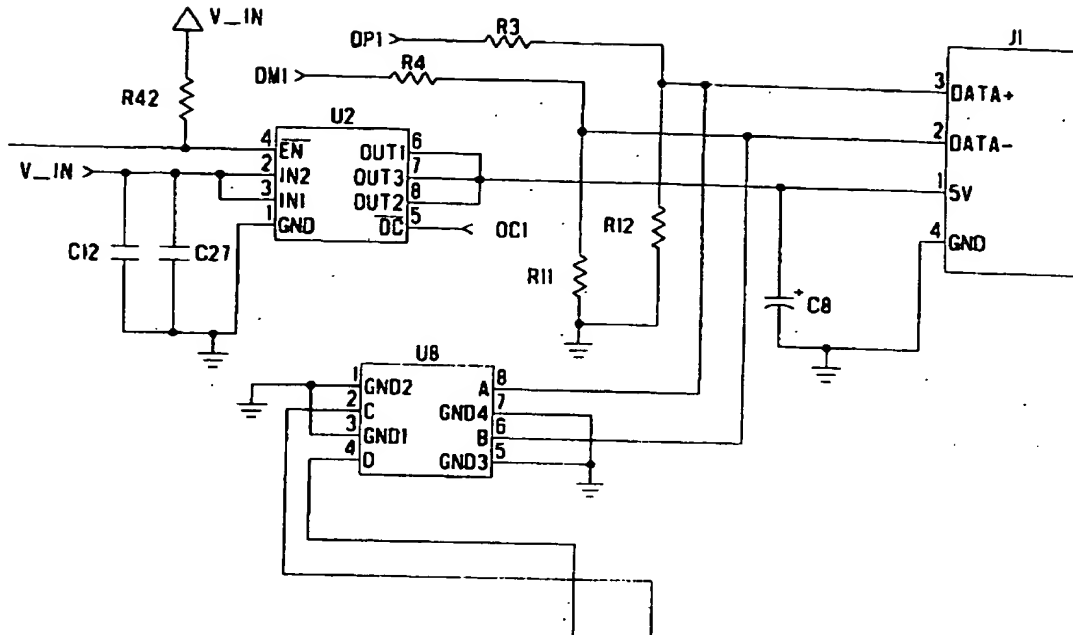 V_IN
R42
DP1
R3
DM1
R4
J1
3 DATA+
2 DATA-
1 5V
4 GND
U2
4 EN OUT1 6
2 IN2 OUT3 7
3 IN1 OUT2 8
1 GND OC 5
V_IN
OC1
C12
C27
R12
R11
C8
+
U8
1 GND2 A 8
2 C GND4 7
3 GND1 B 6
4 D GND3 5